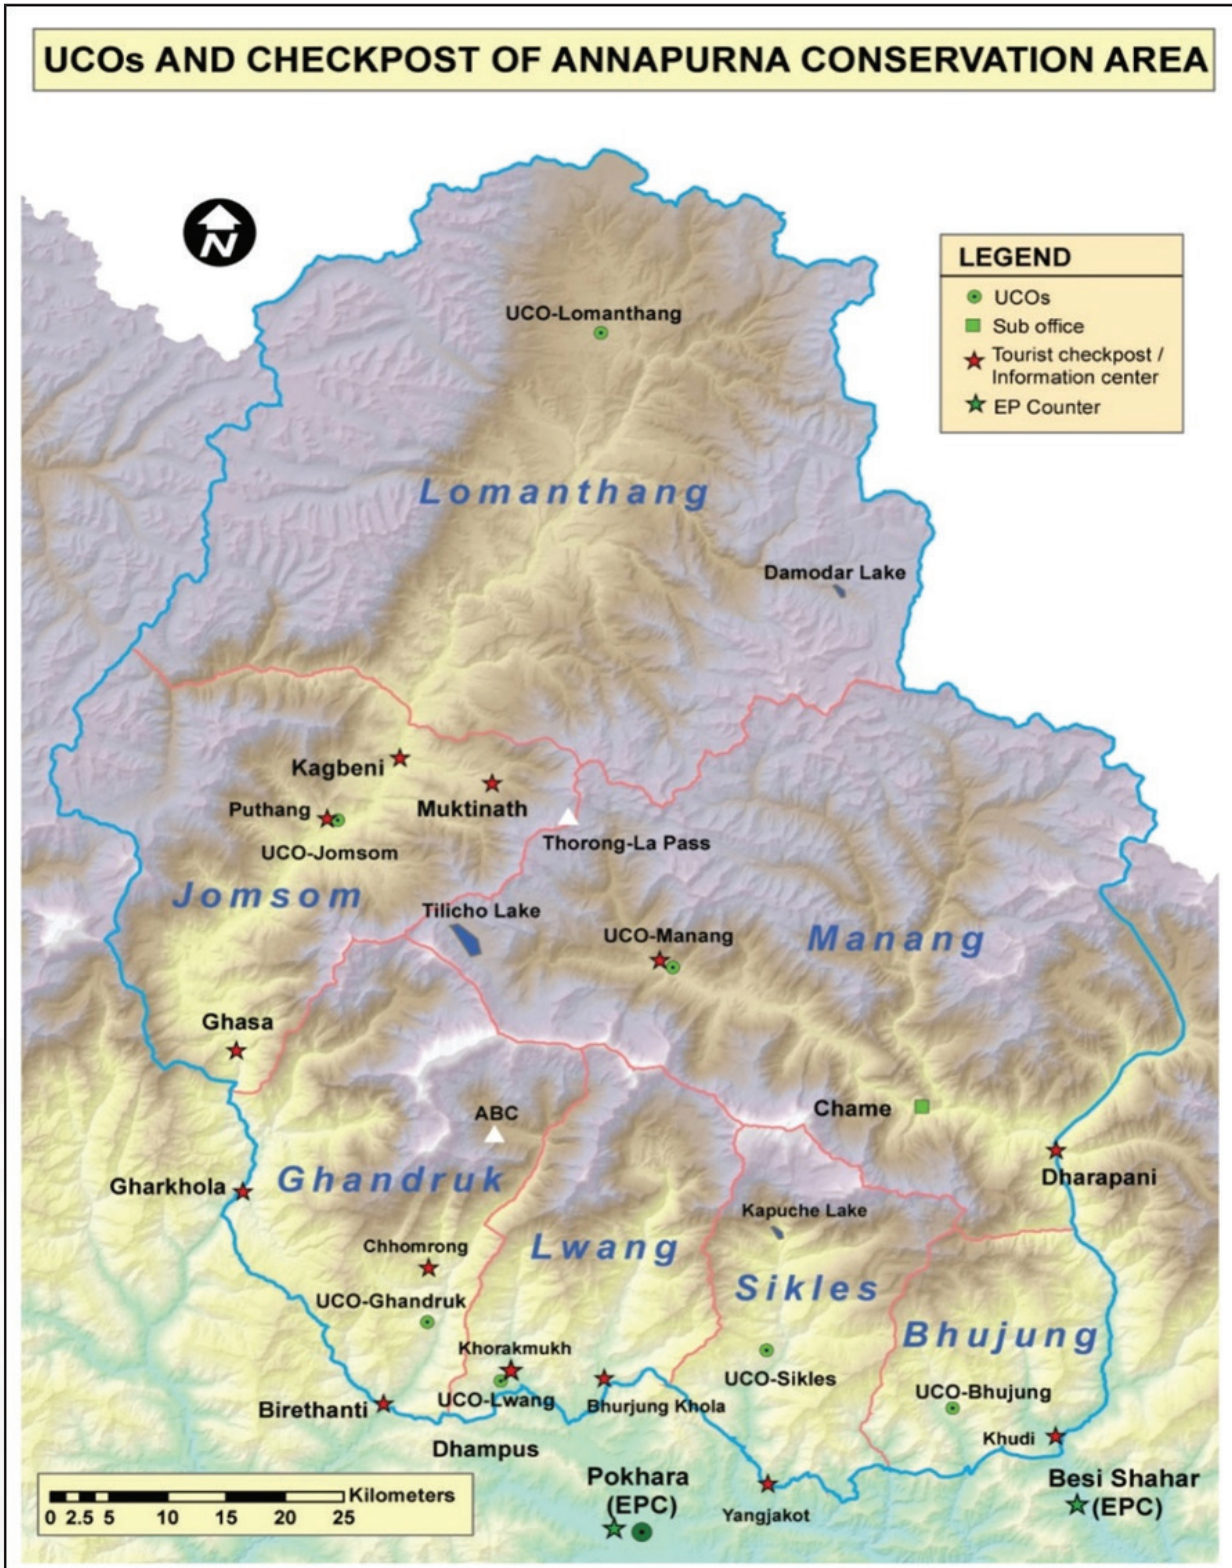 UCOs AND CHECKPOST OF ANNAPURNA CONSERVATION AREA
N
LEGEND
UCOs
Sub office
Tourist checkpost /
Information center
EP Counter
UCO-Lomanthang
Lomanthang
Damodar Lake
Kagbeni
Muktinath
Puthang
UCO-Jomsom
Thorong-La Pass
Jomsom
Tilicho Lake
UCO-Manang
Manang
Ghasa
ABC
Chame
Gharkhola
Ghandruk
Dharapani
Kapuche Lake
Chhomrong
Lwang
Sikles
UCO-Ghandruk
Bhujung
Khorakmukh
UCO-Sikles
UCO-Lwang
Bhurjung Khola
UCO-Bhujung
Birethanti
Khudi
Dhampus
Pokhara
(EPC)
Besi Shahar
(EPC)
Yangjakot
Kilometers
0 2.5 5 10 15 20 25